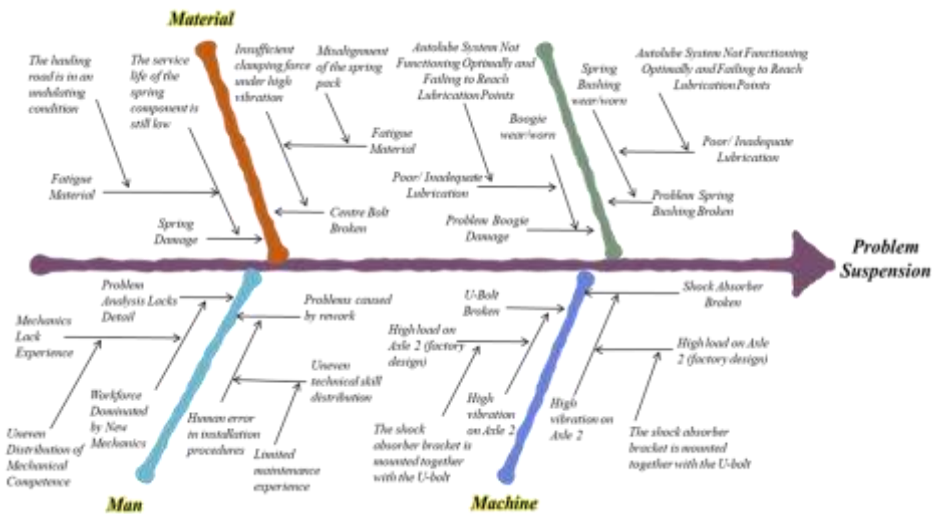 Material
The hauling
road is in an
undulating
condition
The service
life of the
spring
component is
still low
Insufficient
clamping force
under high
vibration
Misalignment
of the spring
pack
Fatigue
Material
Fatigue
Material
Spring
Damage
Centre Bolt
Broken
Autolube System Not
Functioning Optimally and
Failing to Reach
Lubrication Points
Boogie
wear/worn
Spring
Bushing
wear/worn
Autolube System Not Functioning
Optimally and Failing to Reach
Lubrication Points
Poor/ Inadequate
Lubrication
Poor/ Inadequate
Lubrication
Problem Boogie
Damage
Problem Spring
Bushing Broken
Problem
Suspension
Problem
Analysis Lacks
Detail
Mechanics
Lack
Experience
Uneven
Distribution of
Mechanical
Competence
Workforce
Dominated
by New
Mechanics
Problems caused
by rework
Uneven
technical skill
distribution
Human error
in installation
procedures
Limited
maintenance
experience
Man
U-Bolt
Broken
High load on
Axle 2 (factory
design)
The shock
absorber bracket is
mounted together
with the U-bolt
High
vibration
on Axle 2
Shock Absorber
Broken
High load on Axle
2 (factory design)
High
vibration on
Axle 2
The shock absorber
bracket is mounted
together with the U-bolt
Machine